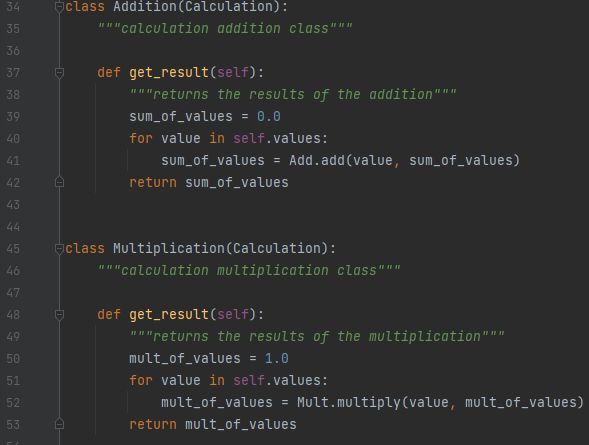 34 class Addition(Calculation):
35     """calculation addition class"""
36
37     def get_result(self):
38         """returns the results of the addition"""
39         sum_of_values = 0.0
40         for value in self.values:
41             sum_of_values = Add.add(value, sum_of_values)
42         return sum_of_values
43
44
45 class Multiplication(Calculation):
46     """calculation multiplication class"""
47
48     def get_result(self):
49         """returns the results of the multiplication"""
50         mult_of_values = 1.0
51         for value in self.values:
52             mult_of_values = Mult.multiply(value, mult_of_values)
53         return mult_of_values